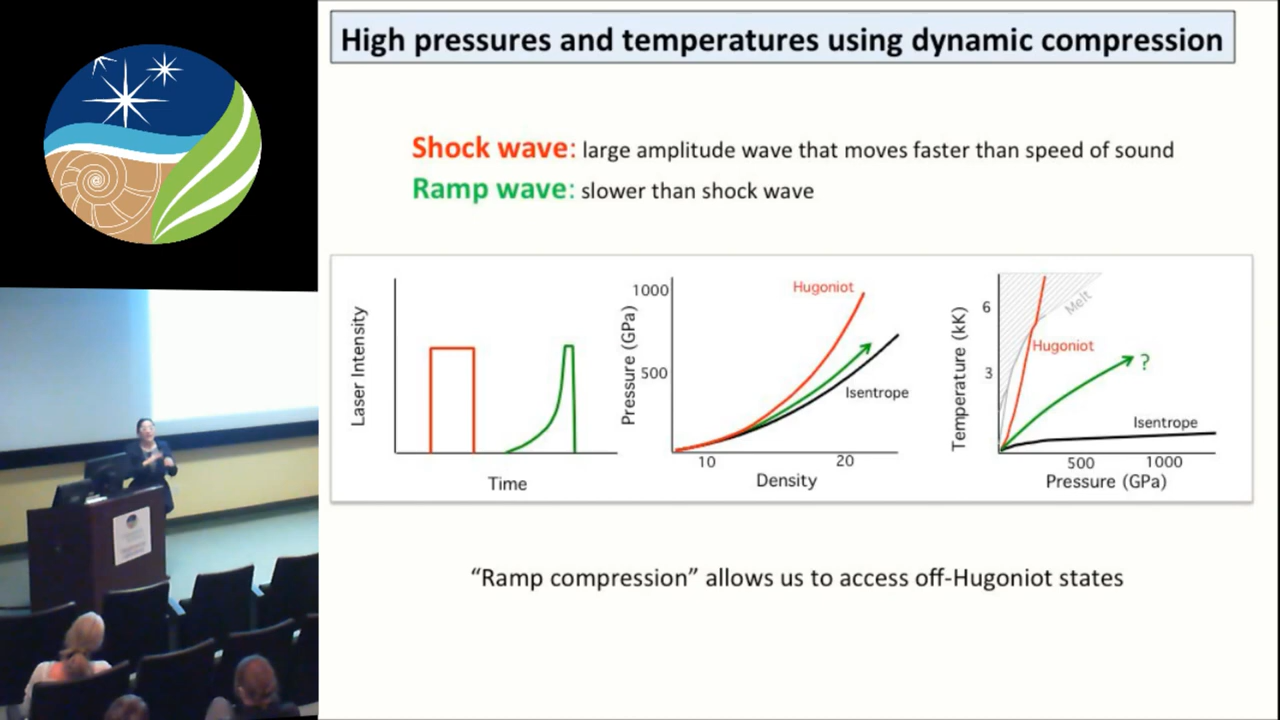 High pressures and temperatures using dynamic compression
Shock wave: large amplitude wave that moves faster than speed of sound
Ramp wave: slower than shock wave
Laser Intensity
Time
Pressure (GPa)
1000
500
Hugoniot
Isentrope
10
20
Density
Temperature (kK)
6
3
Melt
Hugoniot
?
Isentrope
500
1000
Pressure (GPa)
“Ramp compression” allows us to access off-Hugoniot states